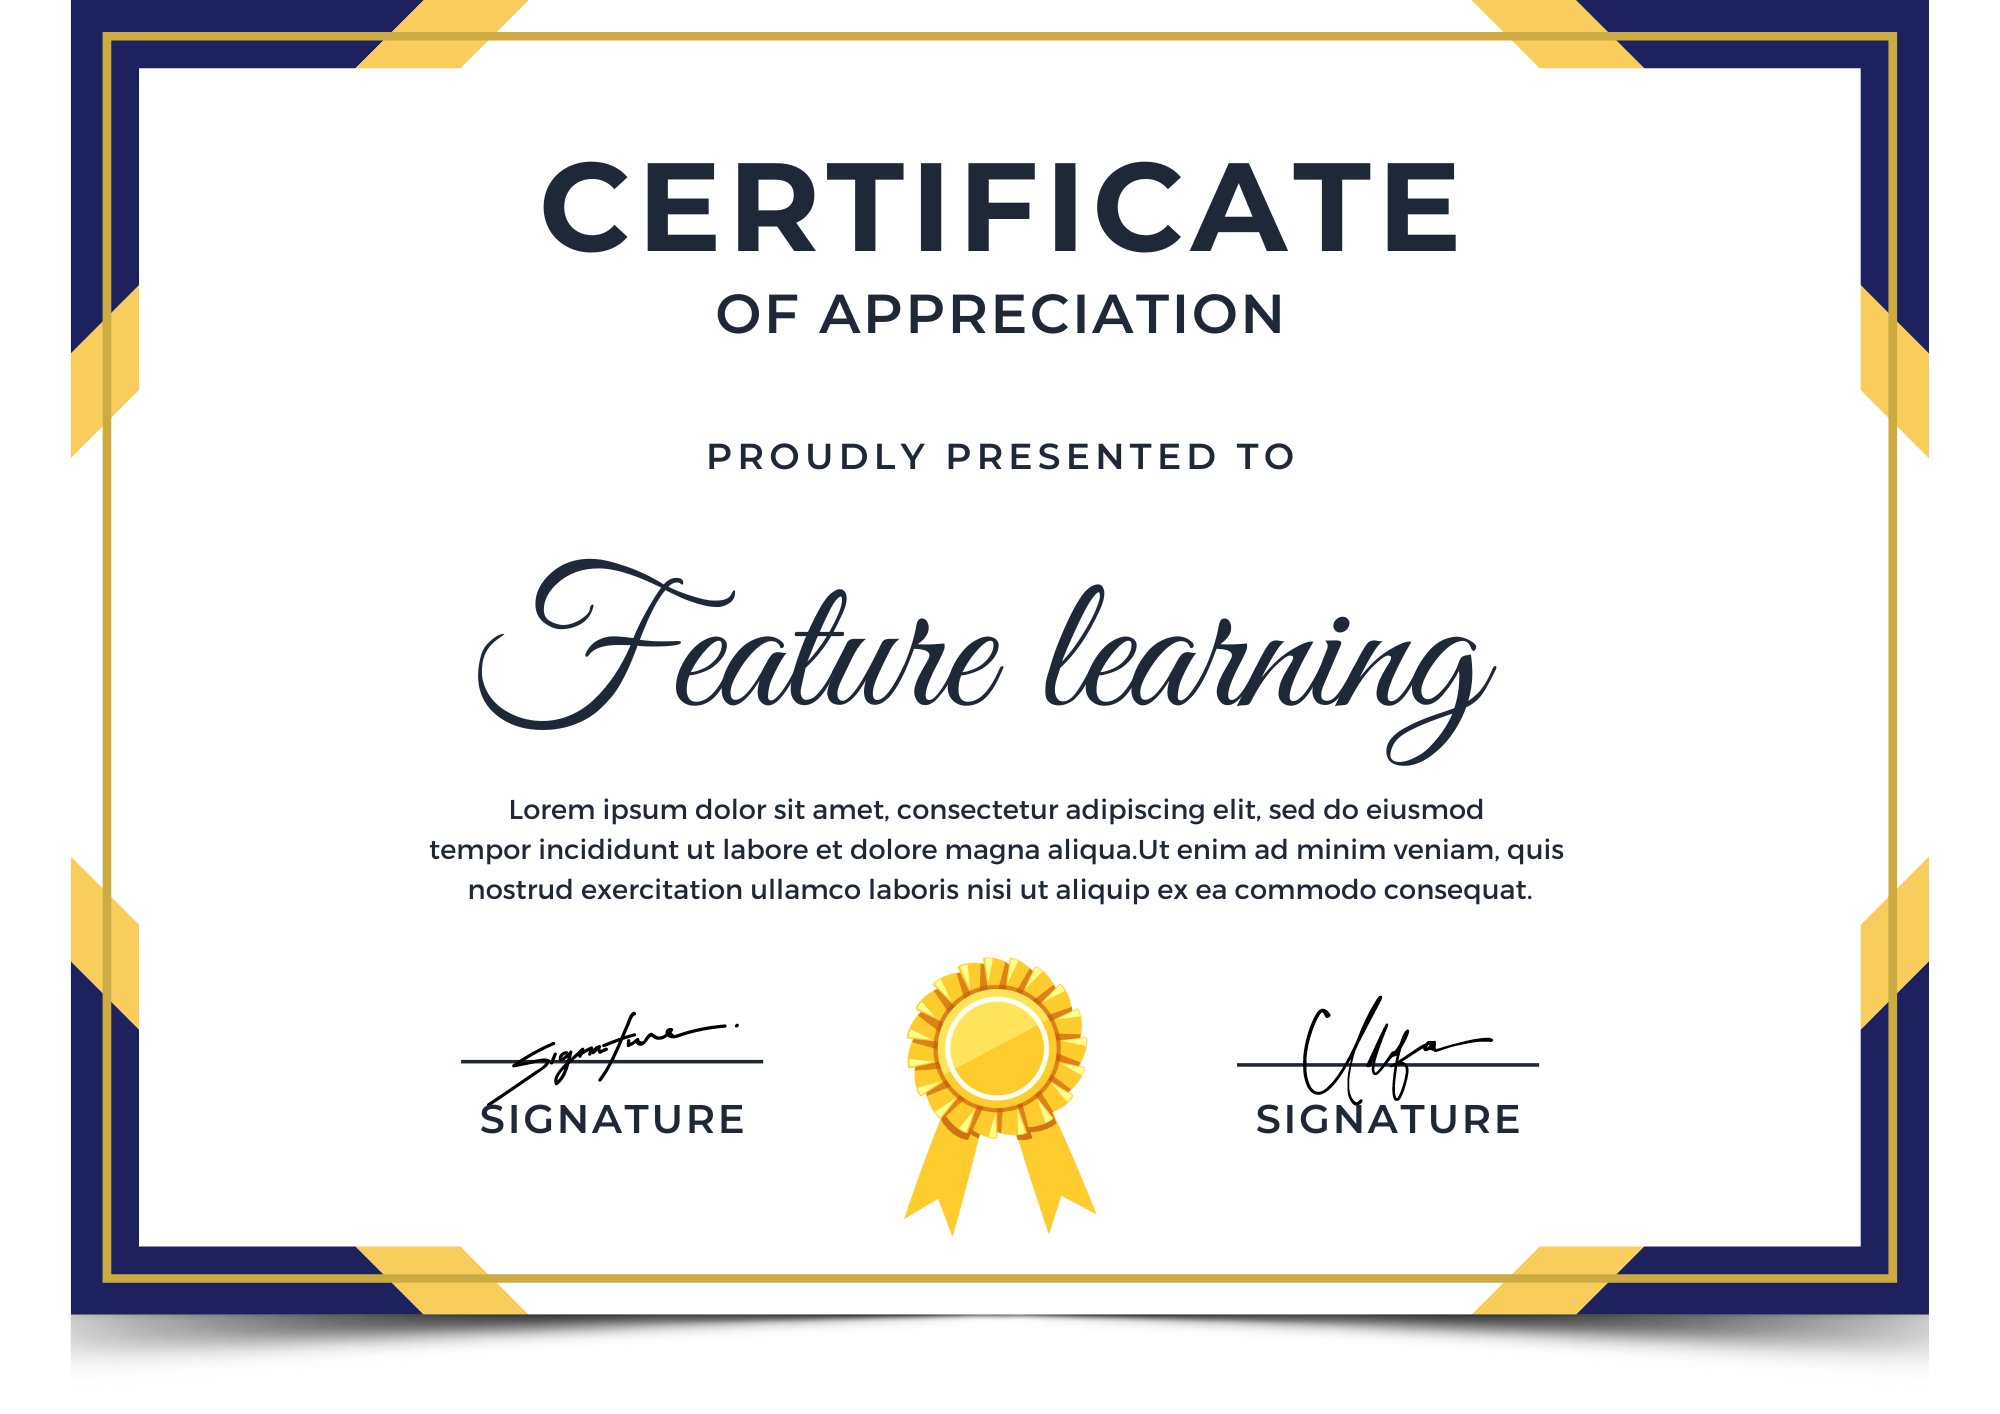 CERTIFICATE
OF APPRECIATION
PROUDLY PRESENTED TO
Feature learning
Lorem ipsum dolor sit amet, consectetur adipiscing elit, sed do eiusmod
tempor incididunt ut labore et dolore magna aliqua.Ut enim ad minim veniam, quis
nostrud exercitation ullamco laboris nisi ut aliquip ex ea commodo consequat.
Signature.
SIGNATURE
SIGNATURE